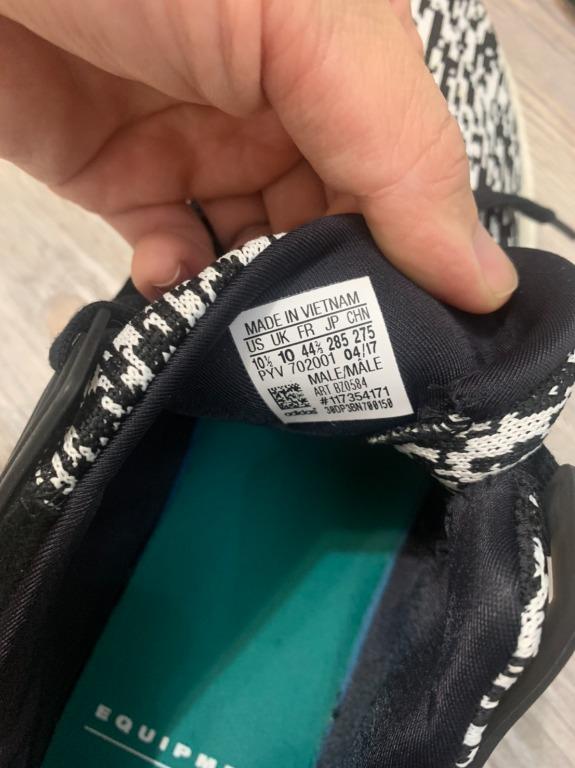 MADE IN VIETNAM
US UK FR JP CHN
10½ 10 44⅔ 285 275
PYV 702001 04/17
MALE/MÂLE
ART BZ0584
#117354171
adidas
EQUIPM